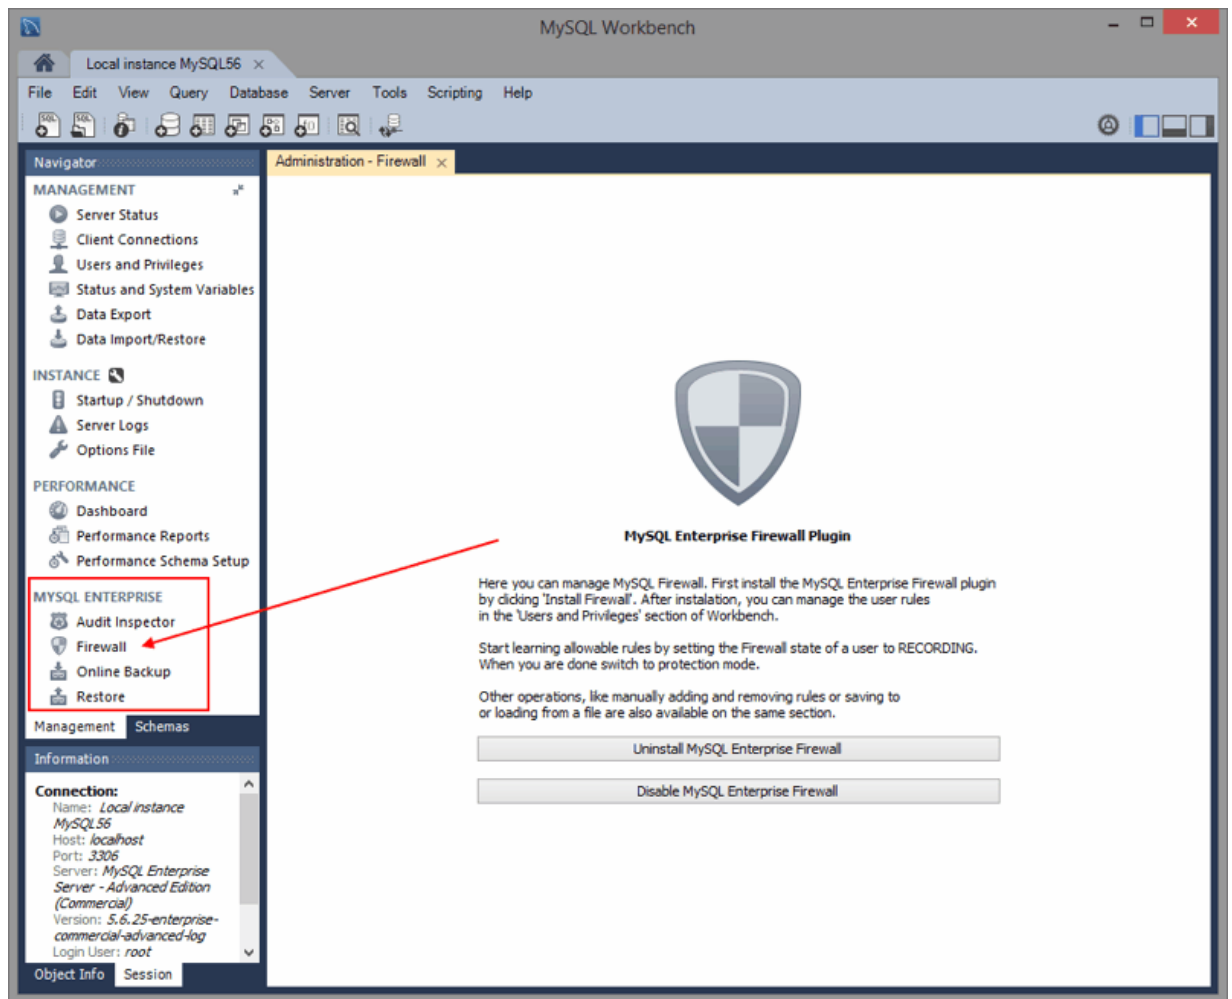 MySQL Workbench
Local instance MySQL56
File Edit View Query Database Server Tools Scripting Help
Navigator
MANAGEMENT
Server Status
Client Connections
Users and Privileges
Status and System Variables
Data Export
Data Import/Restore
INSTANCE
Startup / Shutdown
Server Logs
Options File
PERFORMANCE
Dashboard
Performance Reports
Performance Schema Setup
MYSQL ENTERPRISE
Audit Inspector
Firewall
Online Backup
Restore
Management Schemas
Information
Connection:
Name: Local instance
MySQL56
Host: localhost
Port: 3306
Server: MySQL Enterprise
Server - Advanced Edition
(Commercial)
Version: 5.6.25-enterprise-
commercial-advanced-log
Login User: root
Object Info Session
Administration - Firewall
MySQL Enterprise Firewall Plugin
Here you can manage MySQL Firewall. First install the MySQL Enterprise Firewall plugin
by clicking 'Install Firewall'. After instalation, you can manage the user rules
in the 'Users and Privileges' section of Workbench.
Start learning allowable rules by setting the Firewall state of a user to RECORDING.
When you are done switch to protection mode.
Other operations, like manually adding and removing rules or saving to
or loading from a file are also available on the same section.
Uninstall MySQL Enterprise Firewall
Disable MySQL Enterprise Firewall